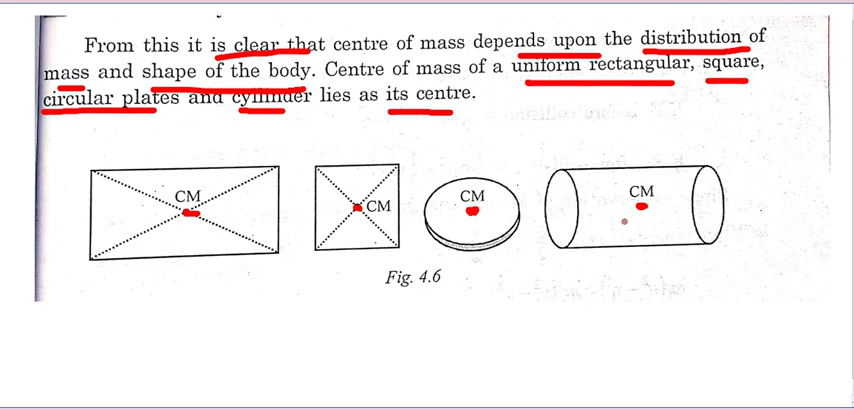 From this it is clear that centre of mass depends upon the distribution of
mass and shape of the body. Centre of mass of a uniform rectangular, square,
circular plates and cylinder lies as its centre.
CM CM CM CM
Fig. 4.6